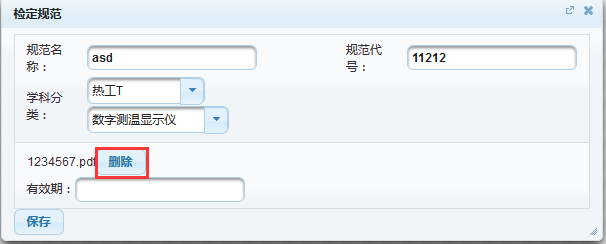 检定规范
规范名称： asd 规范代号： 11212
学科分类： 热工T
数字测温显示仪
1234567.pdf 删除
有效期：
保存